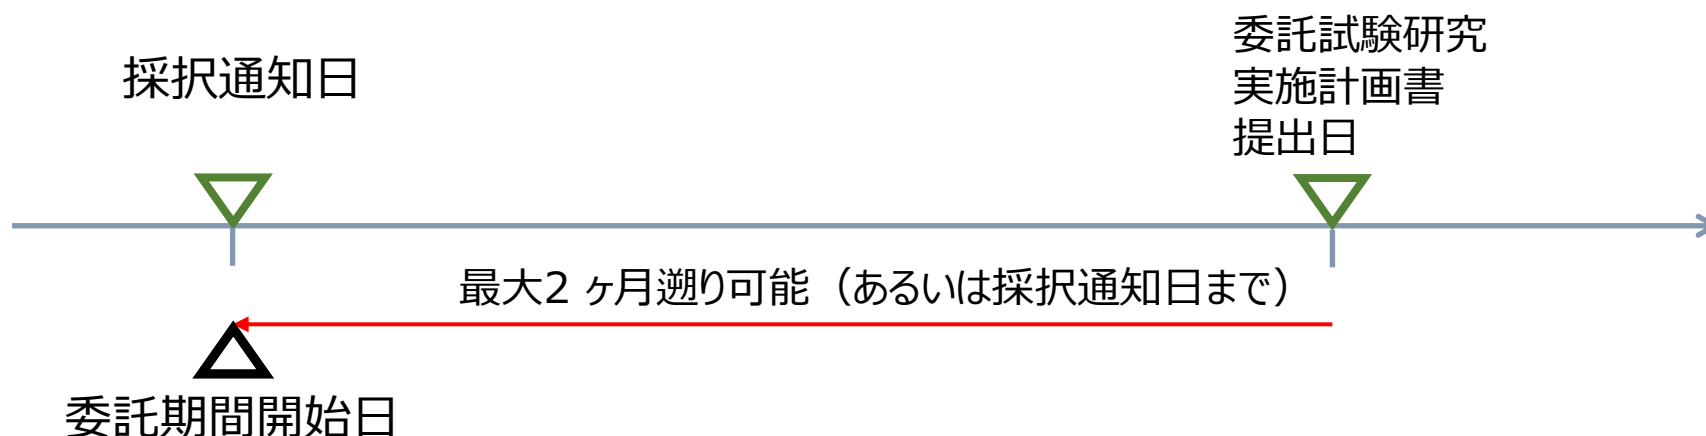 採択通知日
委託試験研究
実施計画書
提出日
最大2 ヶ月遡り可能（あるいは採択通知日まで）
委託期間開始日